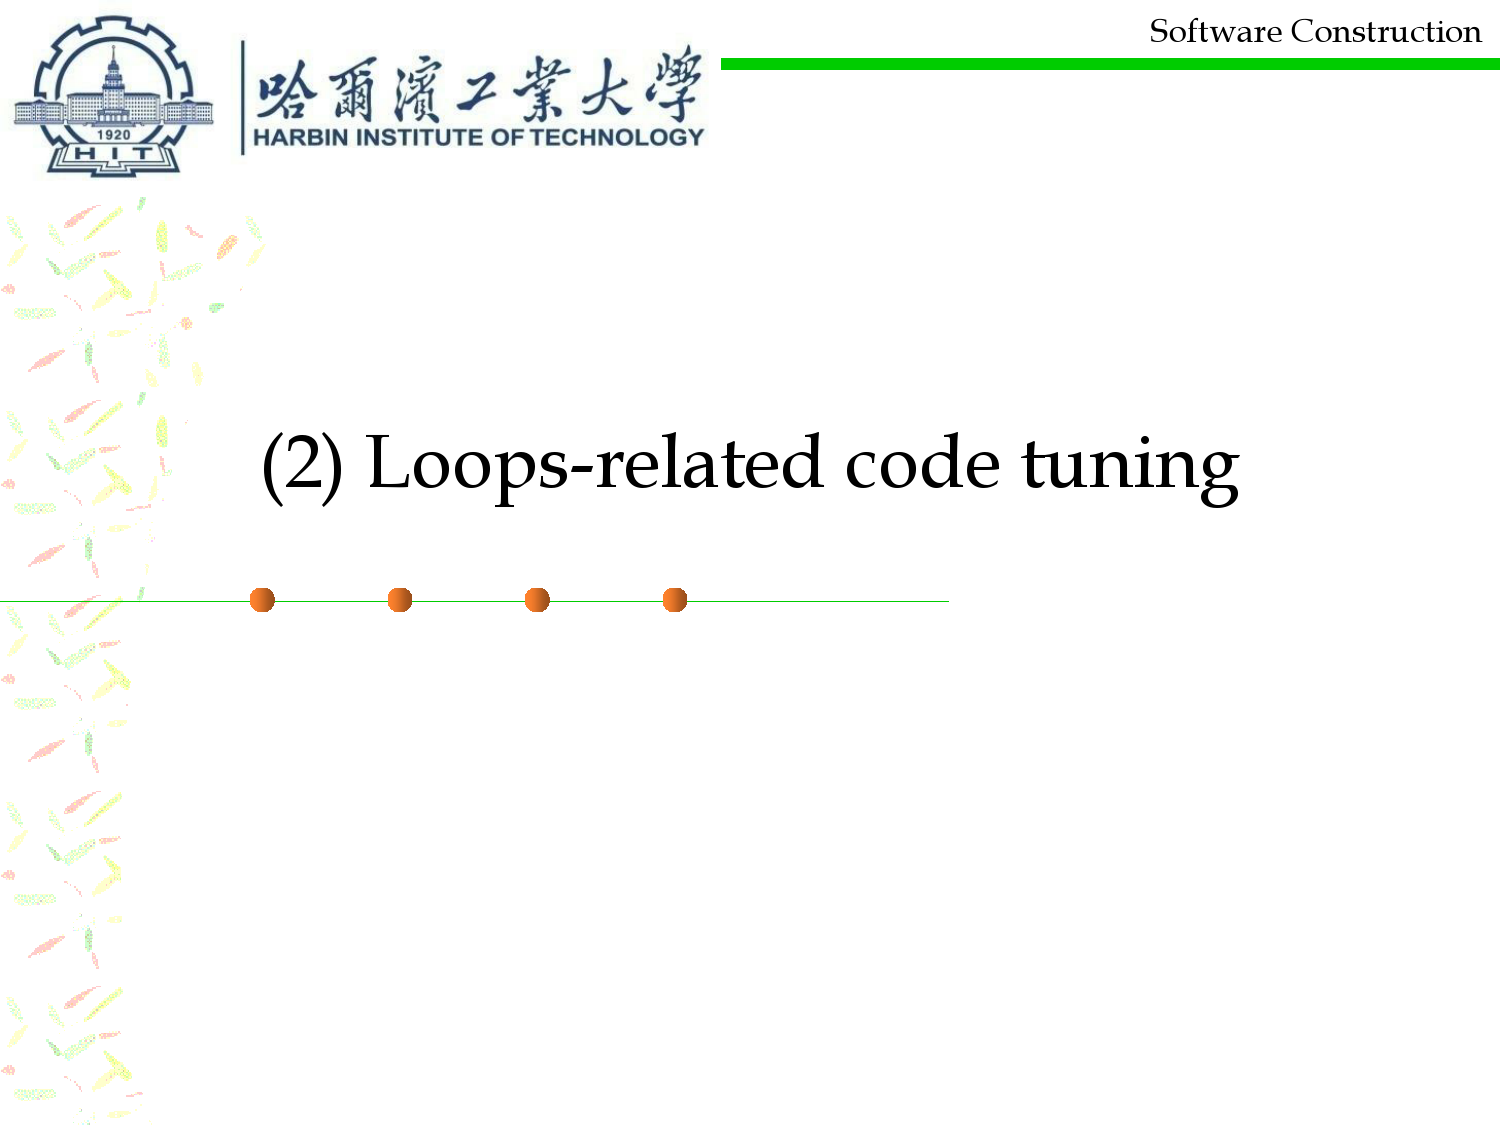 Software Construction
哈爾濱工業大學
HARBIN INSTITUTE OF TECHNOLOGY
1920
HIT
(2) Loops-related code tuning